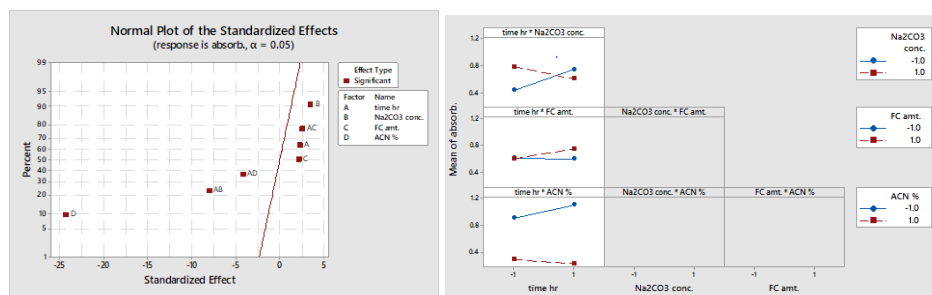 Normal Plot of the Standardized Effects
(response is absorb., α = 0.05)
Percent
99
95
90
80
70
60
50
40
30
20
10
5
1
B
AC
A
C
AD
AB
D
-25
-20
-15
-10
-5
0
5
Standardized Effect
Effect Type
Significant
Factor Name
A time hr
B Na2CO3 conc.
C FC amt.
D ACN %
Mean of absorb.
time hr * Na2CO3 conc.
1.2
0.8
0.4
time hr * FC amt.
Na2CO3 conc. * FC amt.
1.2
0.8
0.4
time hr * ACN %
Na2CO3 conc. * ACN %
FC amt. * ACN %
1.2
0.8
0.4
-1 1
-1 1
-1 1
time hr
Na2CO3 conc.
FC amt.
Na2CO3
conc.
-1.0
1.0
FC amt.
-1.0
1.0
ACN %
-1.0
1.0